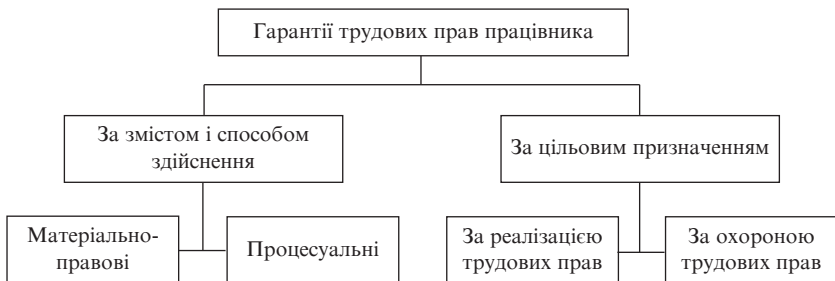 Гарантії трудових прав працівника
За змістом і способом
здійснення
За цільовим призначенням
Матеріально-
правові
Процесуальні
За реалізацією
трудових прав
За охороною
трудових прав